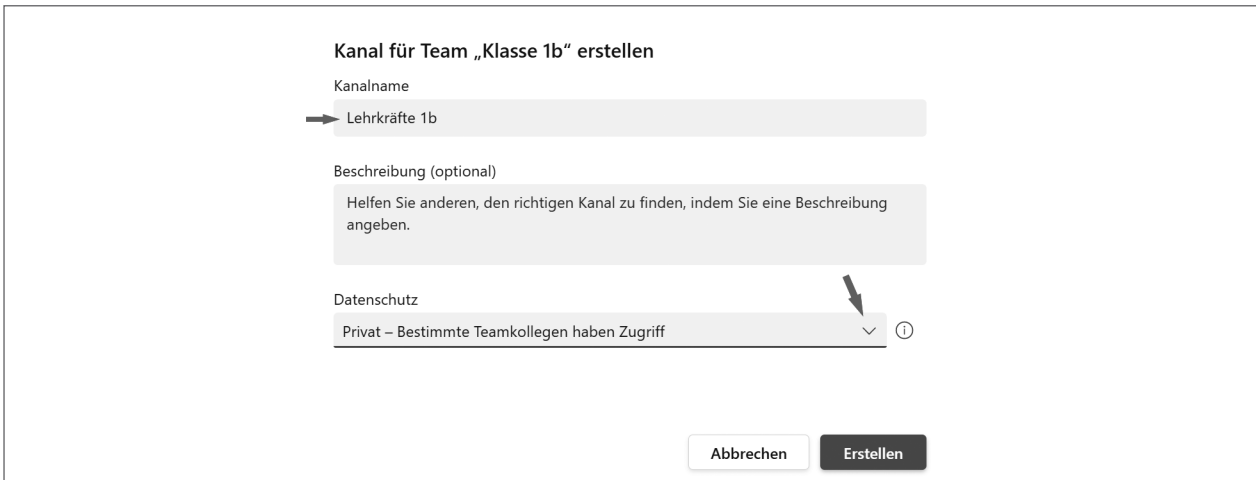 Kanal für Team „Klasse 1b“ erstellen
Kanalname
Lehrkräfte 1b
Beschreibung (optional)
Helfen Sie anderen, den richtigen Kanal zu finden, indem Sie eine Beschreibung
angeben.
Datenschutz
Privat – Bestimmte Teamkollegen haben Zugriff
Abbrechen Erstellen